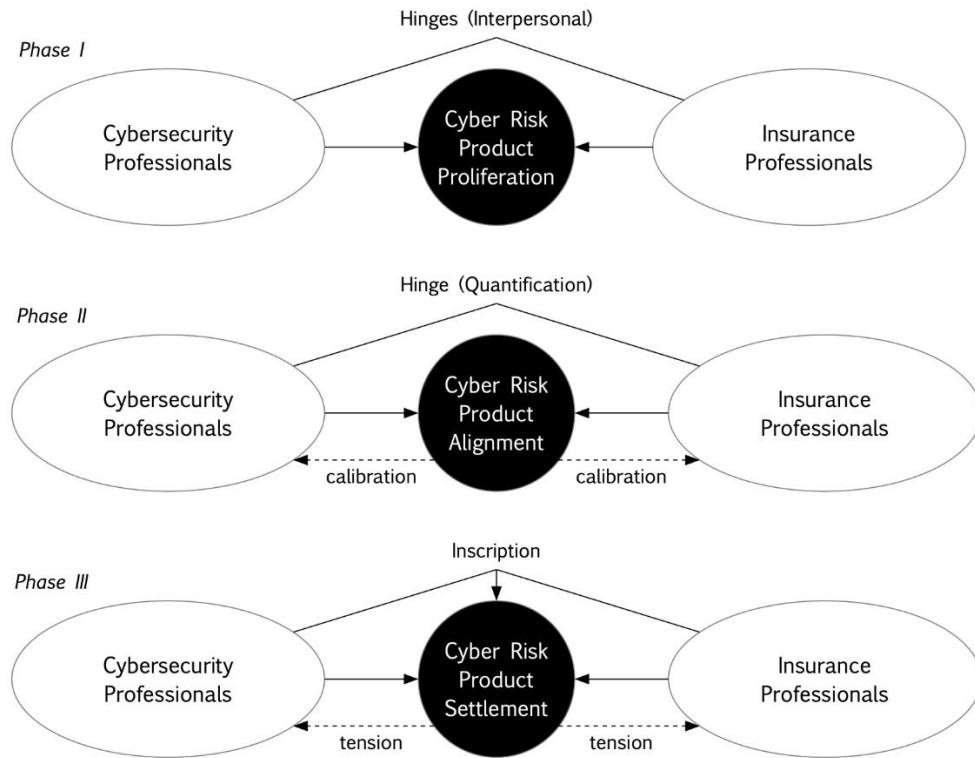 Hinges (Interpersonal)
Phase I
Cybersecurity
Professionals
Cyber Risk
Product
Proliferation
Insurance
Professionals
Hinge (Quantification)
Phase II
Cybersecurity
Professionals
Cyber Risk
Product
Alignment
Insurance
Professionals
calibration
calibration
Inscription
Phase III
Cybersecurity
Professionals
Cyber Risk
Product
Settlement
Insurance
Professionals
tension
tension